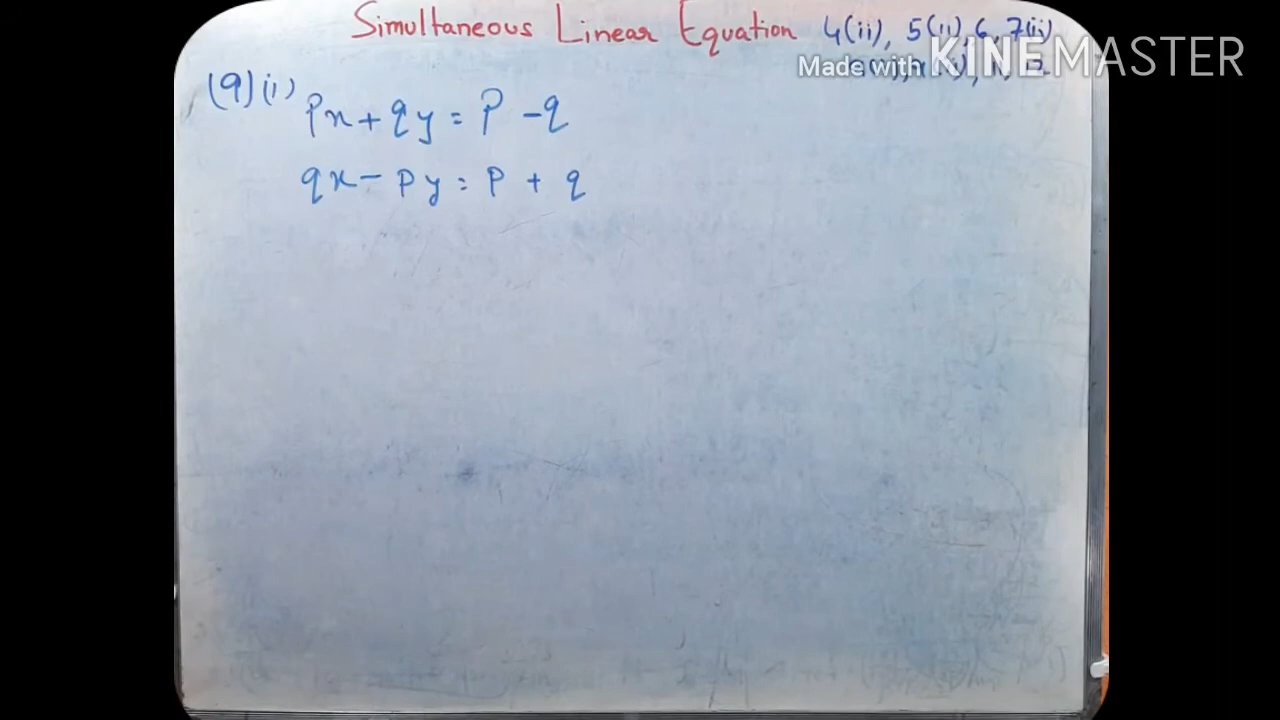 Simultaneous Linear Equation 4(ii), 5(ii), 6, 7(ii)
Made with KINEMASTER
(9)(i) px + qy = p - q
qx - py = p + q